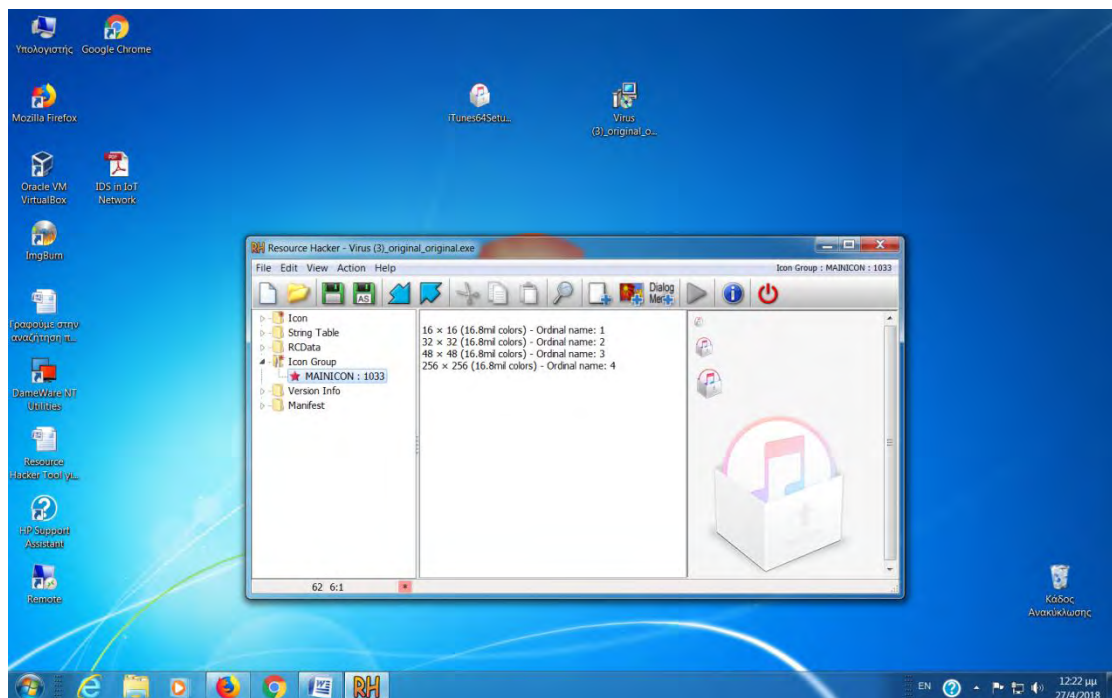 Υπολογιστής
Google Chrome
Mozilla Firefox
iTunes64Setu...
Virus
(3)_original_o...
Oracle VM
VirtualBox
IDS in IoT
Network
ImgBurn
Γραφουμε στην
αναζήτηση π...
DameWare NT
Utilities
Resource
Hacker Tool γι...
HP Support
Assistant
Remote
Κάδος
Ανακύκλωσης
RH Resource Hacker - Virus (3)_original_original.exe
File Edit View Action Help
Icon Group : MAINICON : 1033
AS
Dialog
Menu
Icon
String Table
RCData
Icon Group
MAINICON : 1033
Version Info
Manifest
16 × 16 (16.8mil colors) - Ordinal name: 1
32 × 32 (16.8mil colors) - Ordinal name: 2
48 × 48 (16.8mil colors) - Ordinal name: 3
256 × 256 (16.8mil colors) - Ordinal name: 4
62 6:1
RH
EN
12:22 μμ
27/4/2018